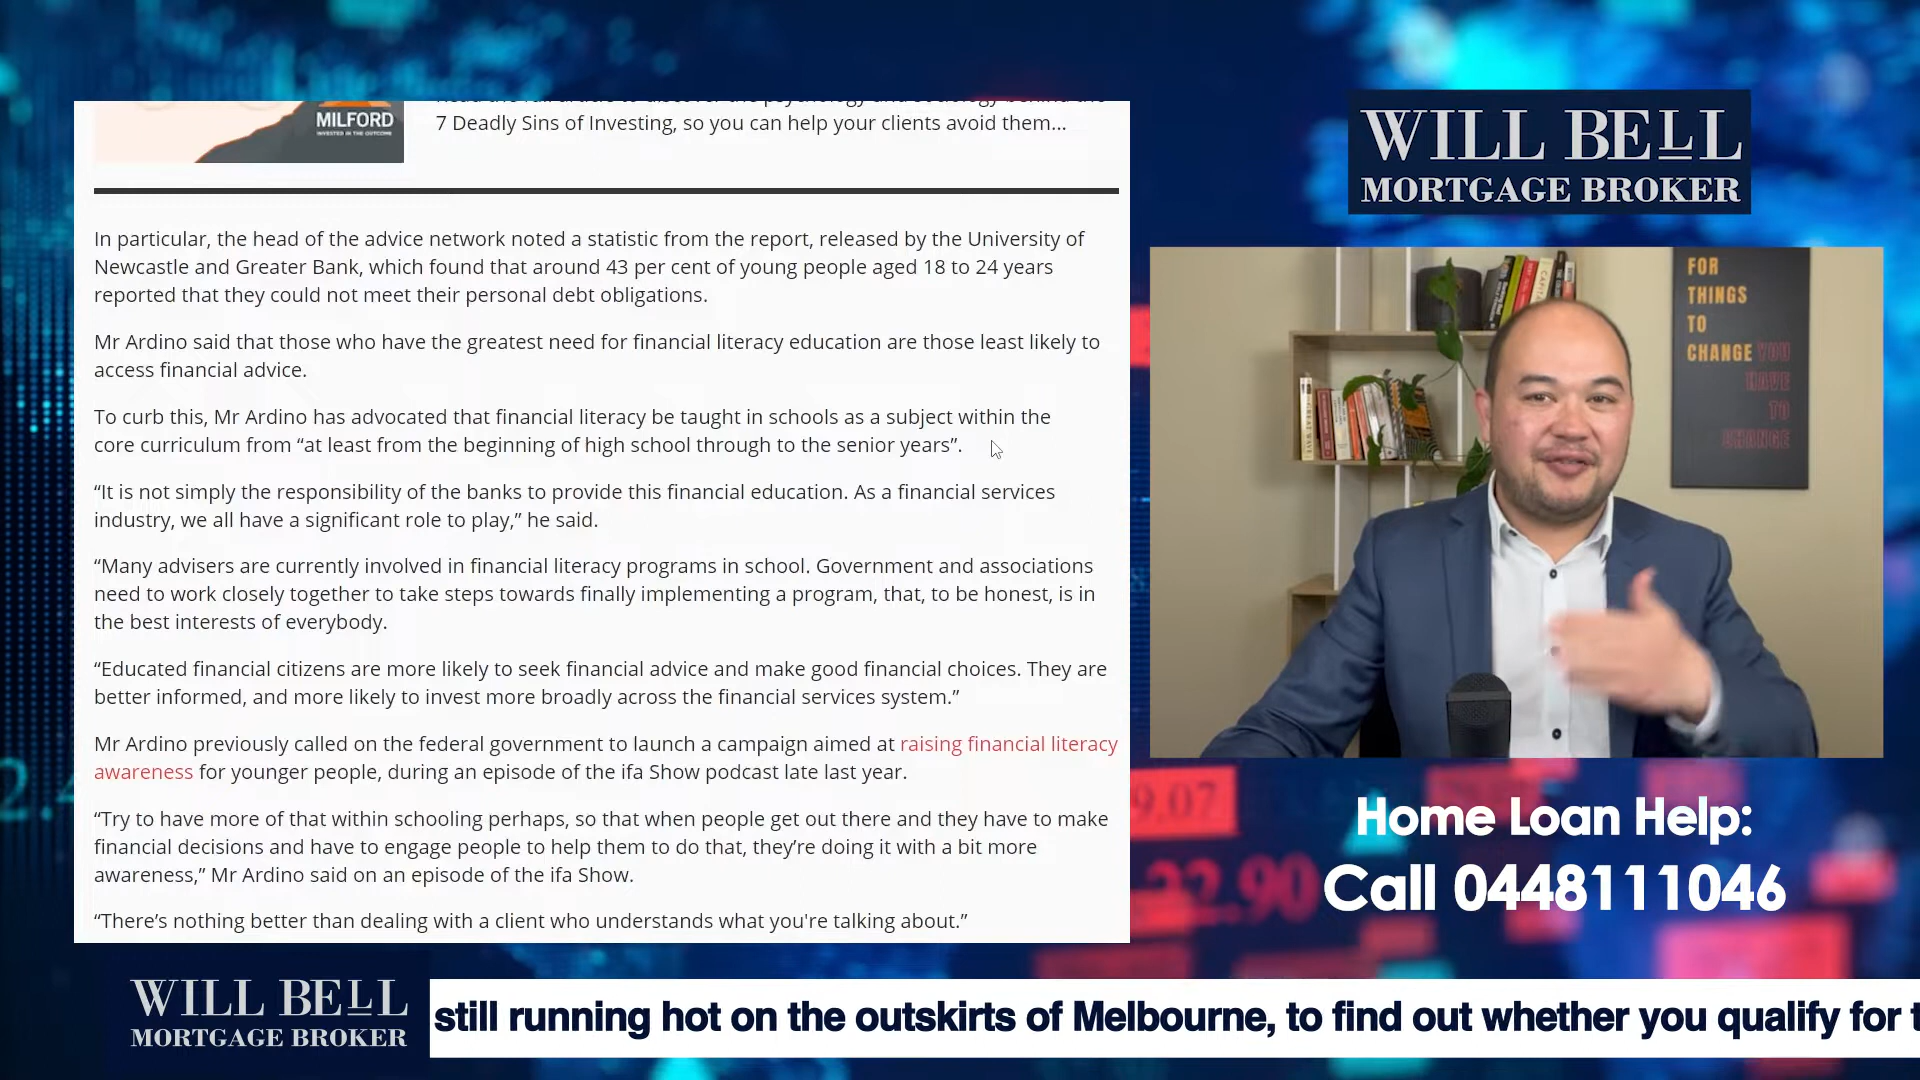 MILFORD
INVESTED IN THE OUTCOME
7 Deadly Sins of Investing, so you can help your clients avoid them...
In particular, the head of the advice network noted a statistic from the report, released by the University of
Newcastle and Greater Bank, which found that around 43 per cent of young people aged 18 to 24 years
reported that they could not meet their personal debt obligations.
Mr Ardino said that those who have the greatest need for financial literacy education are those least likely to
access financial advice.
To curb this, Mr Ardino has advocated that financial literacy be taught in schools as a subject within the
core curriculum from “at least from the beginning of high school through to the senior years”.
“It is not simply the responsibility of the banks to provide this financial education. As a financial services
industry, we all have a significant role to play,” he said.
“Many advisers are currently involved in financial literacy programs in school. Government and associations
need to work closely together to take steps towards finally implementing a program, that, to be honest, is in
the best interests of everybody.
“Educated financial citizens are more likely to seek financial advice and make good financial choices. They are
better informed, and more likely to invest more broadly across the financial services system.”
Mr Ardino previously called on the federal government to launch a campaign aimed at raising financial literacy
awareness for younger people, during an episode of the ifa Show podcast late last year.
“Try to have more of that within schooling perhaps, so that when people get out there and they have to make
financial decisions and have to engage people to help them to do that, they’re doing it with a bit more
awareness,” Mr Ardino said on an episode of the ifa Show.
“There’s nothing better than dealing with a client who understands what you're talking about.”
WILL BELL
MORTGAGE BROKER
FOR
THINGS
TO
CHANGE YOU
HAVE
TO
CHANGE
9,07
22.90
2.4
Home Loan Help:
Call 0448111046
WILL BELL
MORTGAGE BROKER
still running hot on the outskirts of Melbourne, to find out whether you qualify for t